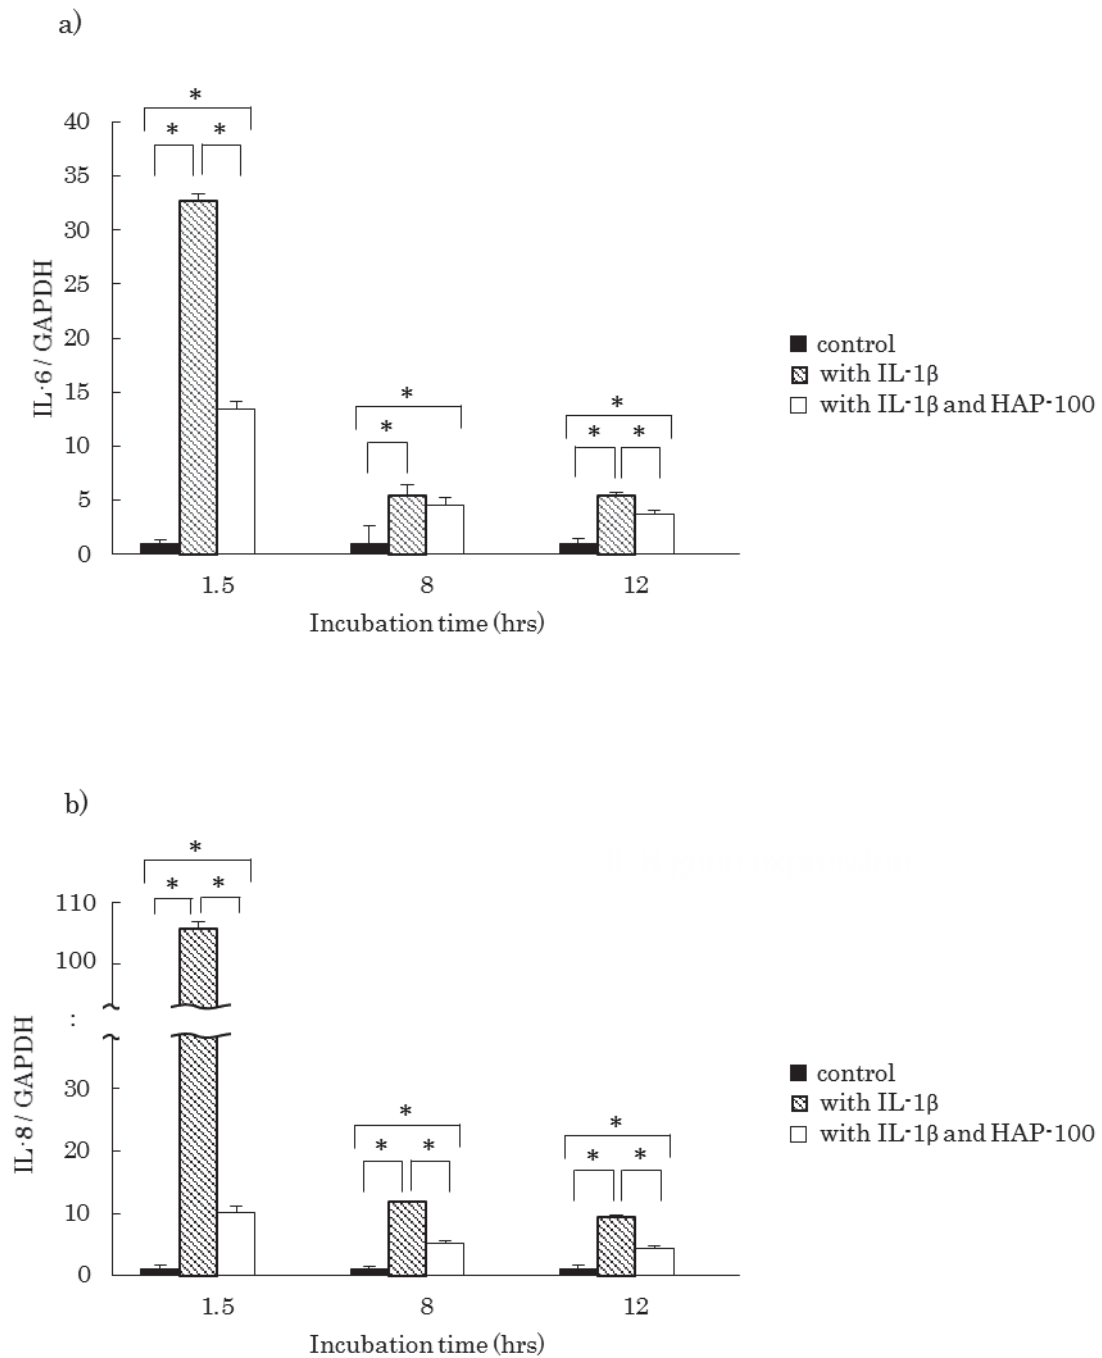 a)
*
* *
40
35
30
25
20
15
10
5
0
IL-6 / GAPDH
*
*
*
* *
1.5 8 12
Incubation time (hrs)
control
with IL-1β
with IL-1β and HAP-100
b)
*
* *
110
100
:
30
20
10
0
IL-8 / GAPDH
*
* *
*
* *
1.5 8 12
Incubation time (hrs)
control
with IL-1β
with IL-1β and HAP-100